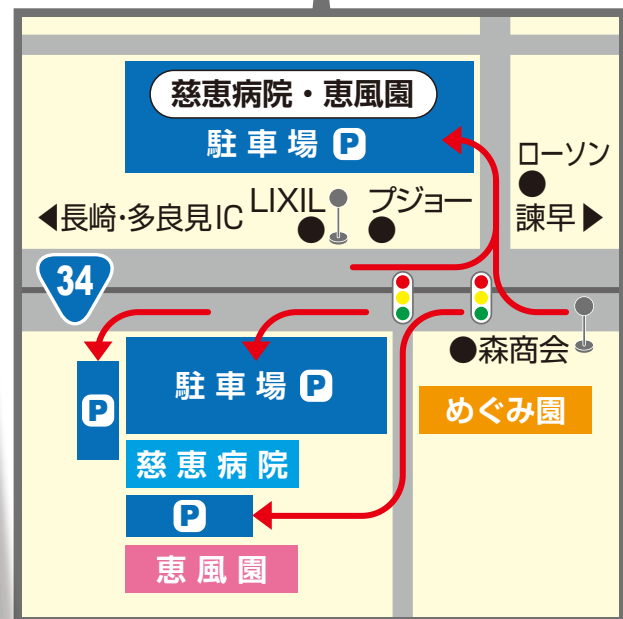 慈恵病院・恵風園
駐車場 P
ローソン
LIXIL
プジョー
◀長崎・多良見IC
諫早▶
34
●森商会
駐車場 P
P
めぐみ園
慈恵病院
P
恵風園